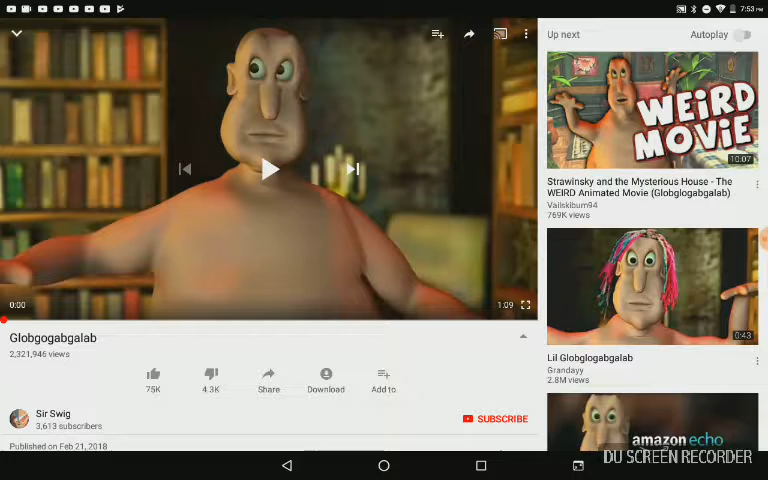 7:53
Up next
Autoplay
WEIRD
MOVIE
10:07
Strawinsky and the Mysterious House - The
WEIRD Animated Movie (Globglogabgalab)
Vailskibum94
769K views
0:00
1:09
Globgogabgalab
2,321,946 views
75K
4.3K
Share
Download
Add to
0:43
Lil Globglogabgalab
Grandayy
2.8M views
Sir Swig
3,613 subscribers
SUBSCRIBE
Published on Feb 21, 2018
amazon echo
DU SCREEN RECORDER